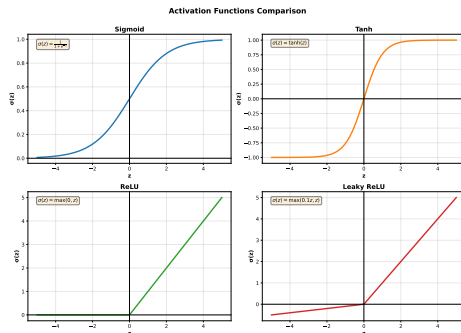 Activation Functions Comparison
Sigmoid
σ(z) = 1/(1+e⁻ᶻ)
1.0
0.8
0.6
0.4
0.2
0.0
−4 −2 0 2 4
z
σ(z)
Tanh
σ(z) = tanh(z)
1.00
0.75
0.50
0.25
0.00
−0.25
−0.50
−0.75
−1.00
−4 −2 0 2 4
z
σ(z)
ReLU
σ(z) = max(0, z)
5
4
3
2
1
0
−4 −2 0 2 4
σ(z)
Leaky ReLU
σ(z) = max(0.1z, z)
5
4
3
2
1
0
−4 −2 0 2 4
σ(z)